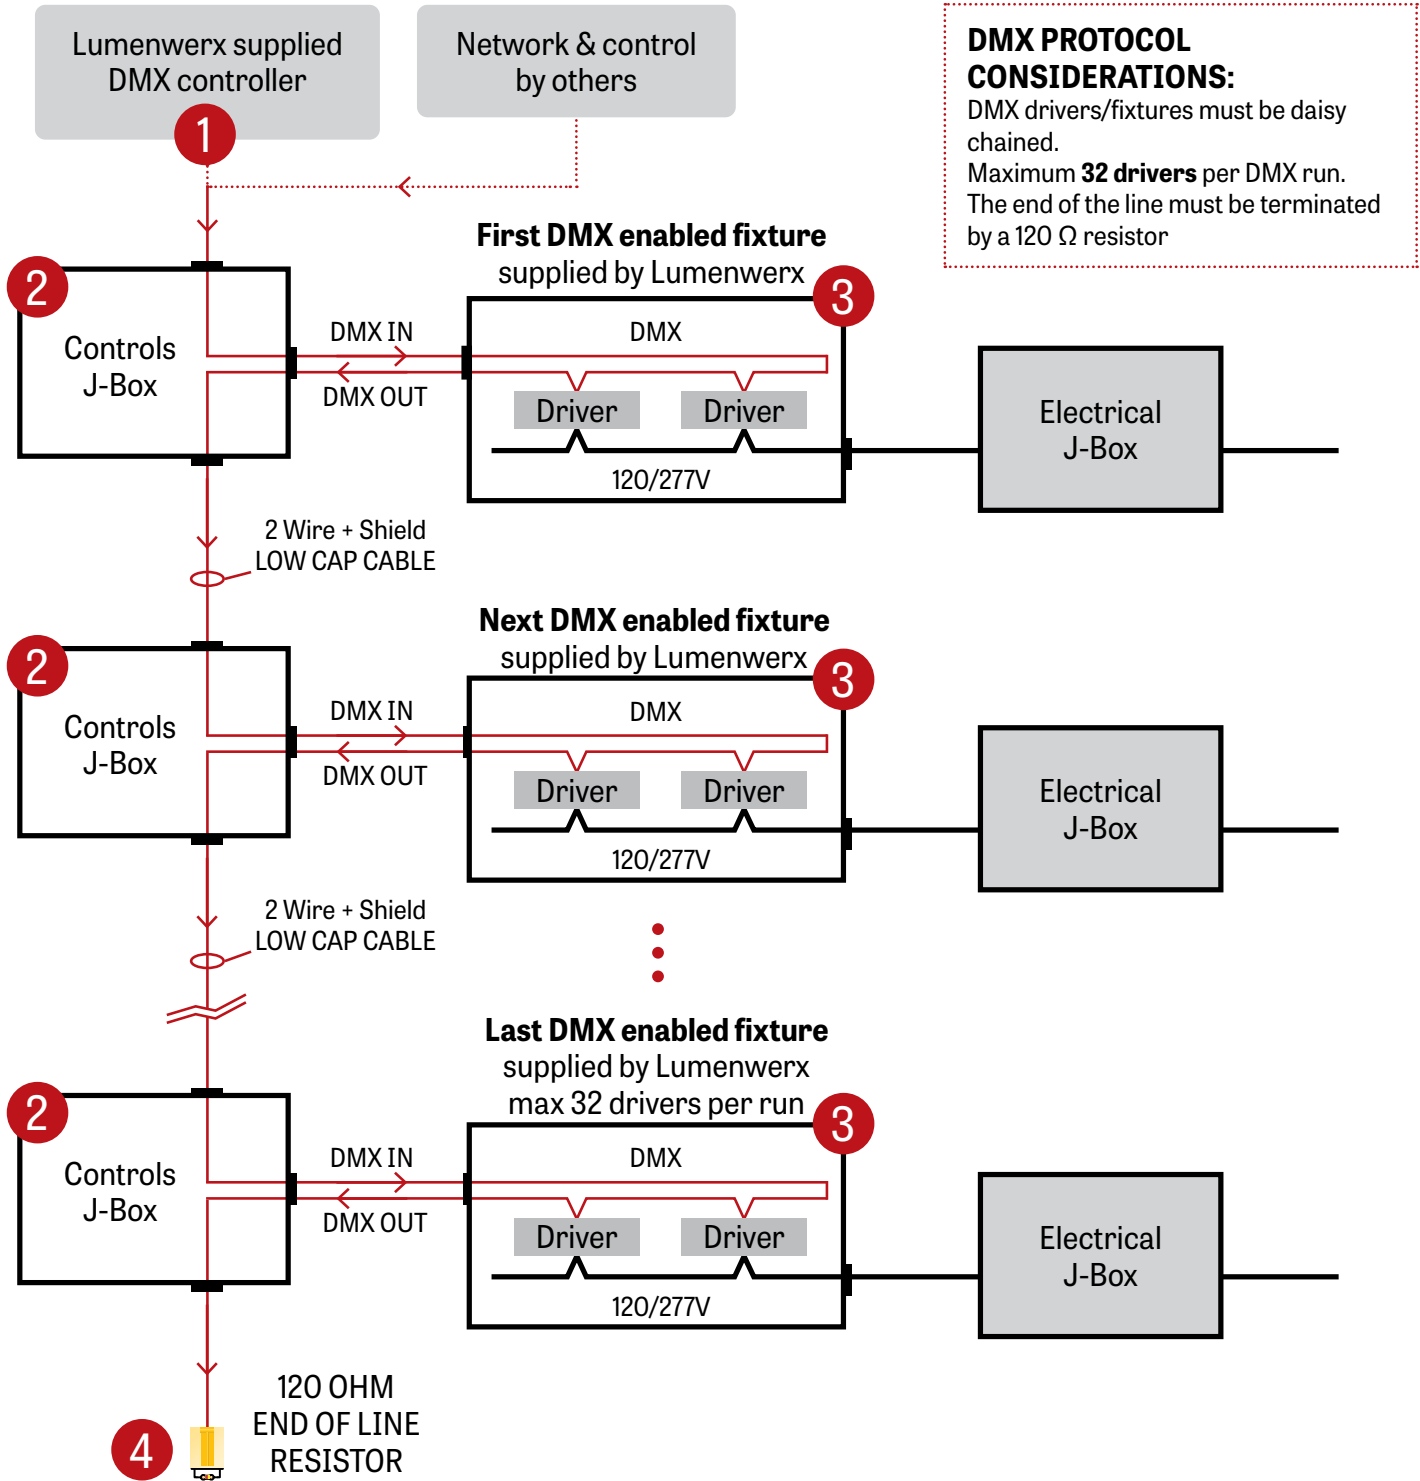 Lumenwerx supplied
DMX controller
1
Network & control
by others
DMX PROTOCOL
CONSIDERATIONS:
DMX drivers/fixtures must be daisy
chained.
Maximum 32 drivers per DMX run.
The end of the line must be terminated
by a 120 Ω resistor
First DMX enabled fixture
supplied by Lumenwerx
2
Controls
J-Box
DMX IN
DMX OUT
3
DMX
Driver
Driver
120/277V
Electrical
J-Box
2 Wire + Shield
LOW CAP CABLE
Next DMX enabled fixture
supplied by Lumenwerx
2
Controls
J-Box
DMX IN
DMX OUT
3
DMX
Driver
Driver
120/277V
Electrical
J-Box
2 Wire + Shield
LOW CAP CABLE
Last DMX enabled fixture
supplied by Lumenwerx
max 32 drivers per run
2
Controls
J-Box
DMX IN
DMX OUT
3
DMX
Driver
Driver
120/277V
Electrical
J-Box
4
120 OHM
END OF LINE
RESISTOR